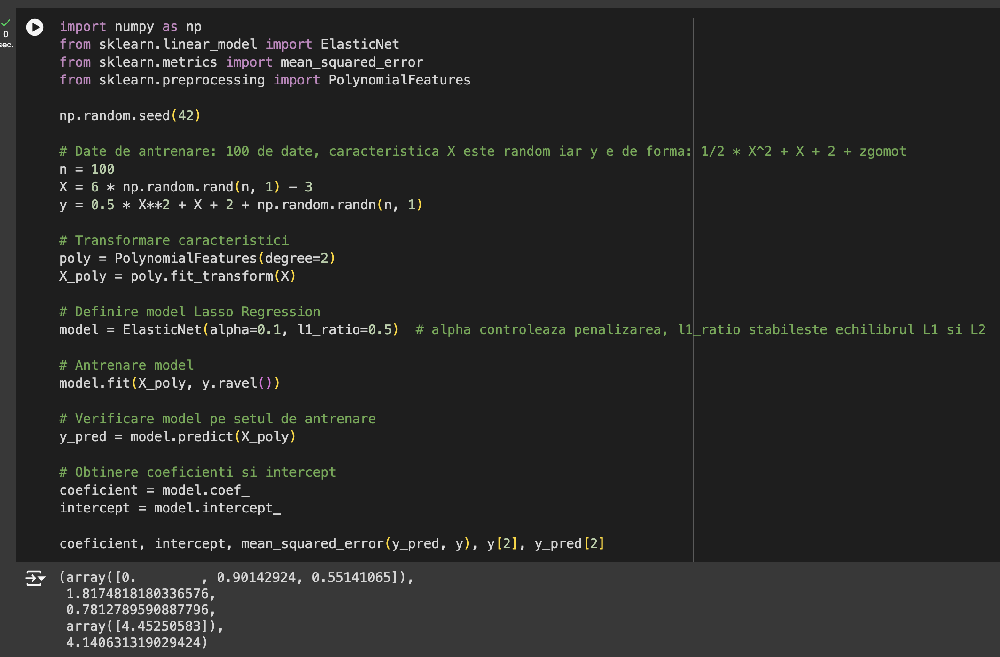 0
sec.
import numpy as np
from sklearn.linear_model import ElasticNet
from sklearn.metrics import mean_squared_error
from sklearn.preprocessing import PolynomialFeatures

np.random.seed(42)

# Date de antrenare: 100 de date, caracteristica X este random iar y e de forma: 1/2 * X^2 + X + 2 + zgomot
n = 100
X = 6 * np.random.rand(n, 1) - 3
y = 0.5 * X**2 + X + 2 + np.random.randn(n, 1)

# Transformare caracteristici
poly = PolynomialFeatures(degree=2)
X_poly = poly.fit_transform(X)

# Definire model Lasso Regression
model = ElasticNet(alpha=0.1, l1_ratio=0.5)  # alpha controleaza penalizarea, l1_ratio stabileste echilibrul L1 si L2

# Antrenare model
model.fit(X_poly, y.ravel())

# Verificare model pe setul de antrenare
y_pred = model.predict(X_poly)

# Obtinere coeficienti si intercept
coeficient = model.coef_
intercept = model.intercept_

coeficient, intercept, mean_squared_error(y_pred, y), y[2], y_pred[2]
(array([0.        , 0.90142924, 0.55141065]),
1.8174818180336576,
0.7812789590887796,
array([4.45250583]),
4.140631319029424)